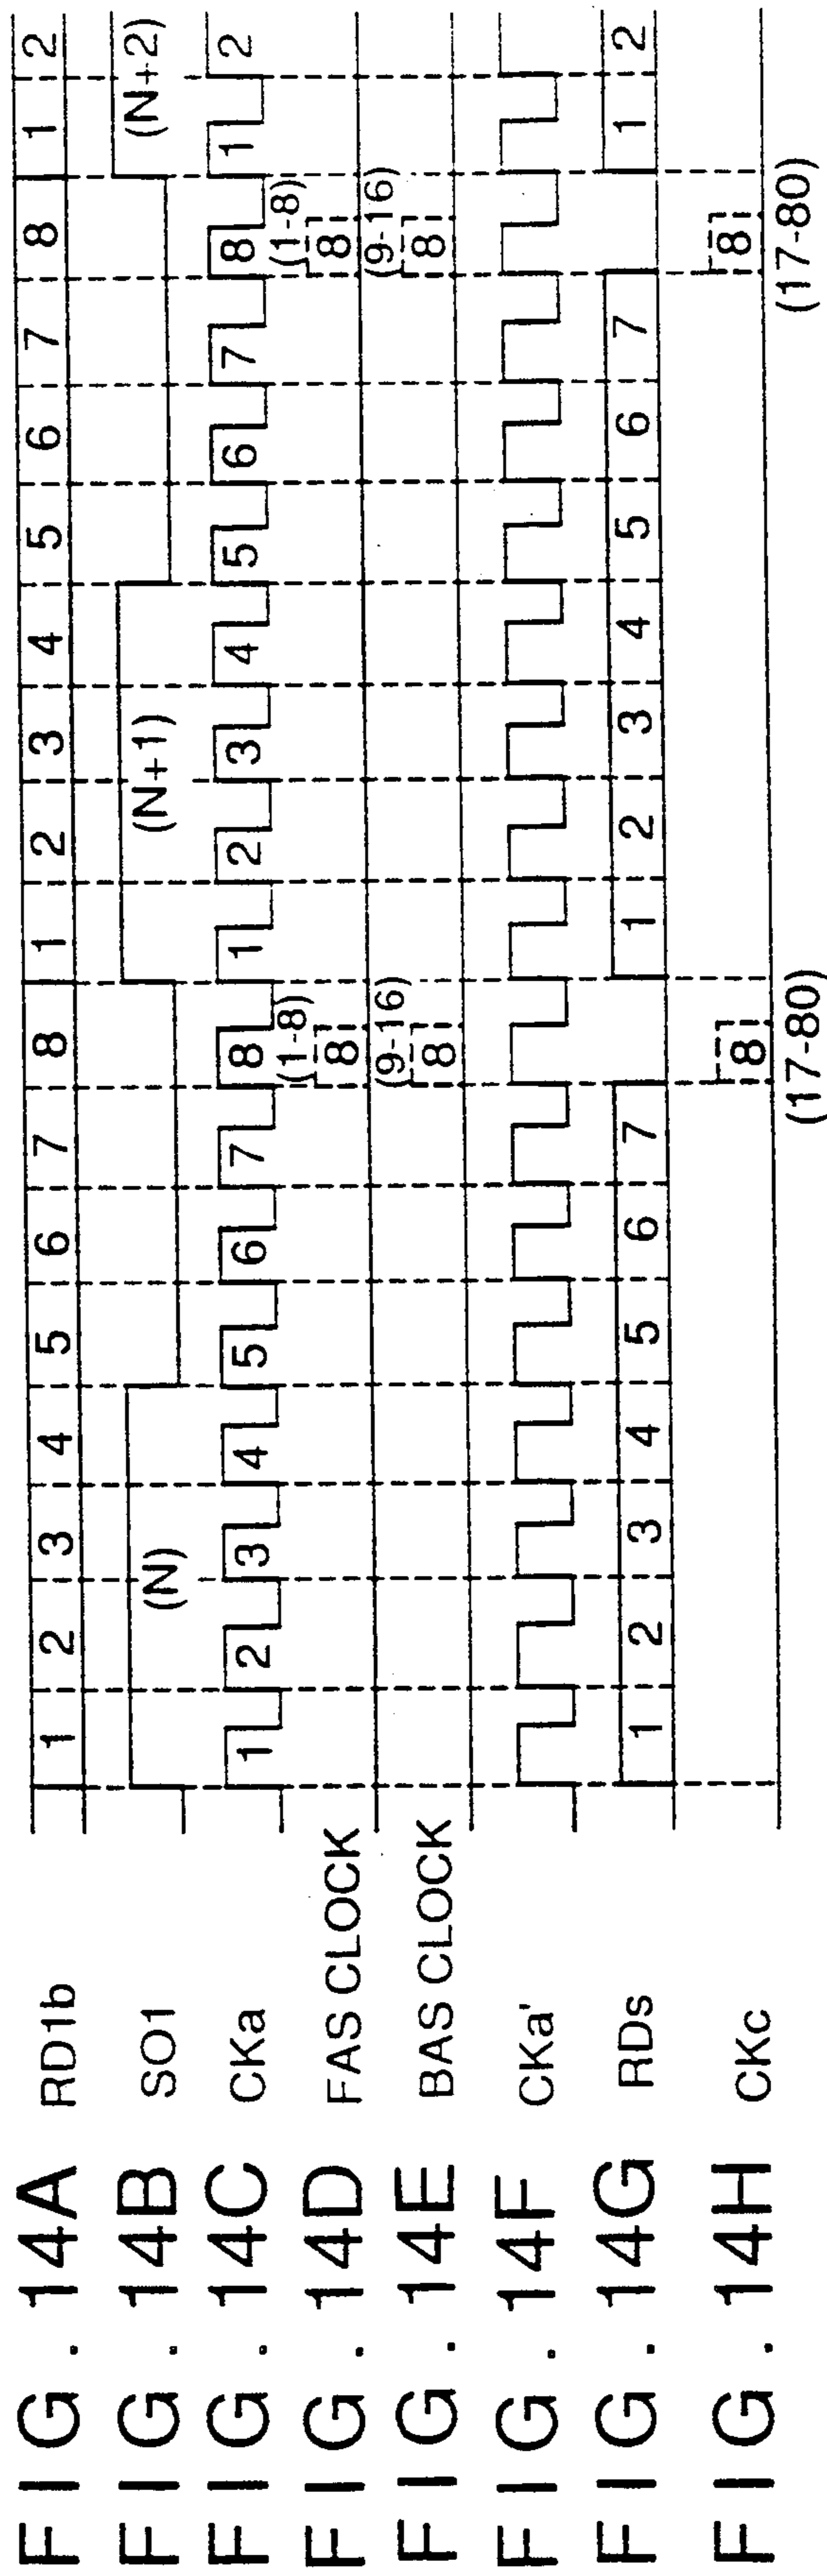 FIG. 14A RD1b 1 2 3 4 5 6 7 8 1 2 3 4 5 6 7 8 1 2
FIG. 14B SO1 (N) (N+1) (N+2)
FIG. 14C CKa 1 2 3 4 5 6 7 8 1 2 3 4 5 6 7 8 1 2
(1-8) (1-8)
FIG. 14D FAS CLOCK 8 8
(9-16) (9-16)
FIG. 14E BAS CLOCK 8 8
FIG. 14F CKa'
FIG. 14G RDs 1 2 3 4 5 6 7 1 2 3 4 5 6 7 1 2
FIG. 14H CKc 8 8
(17-80) (17-80)